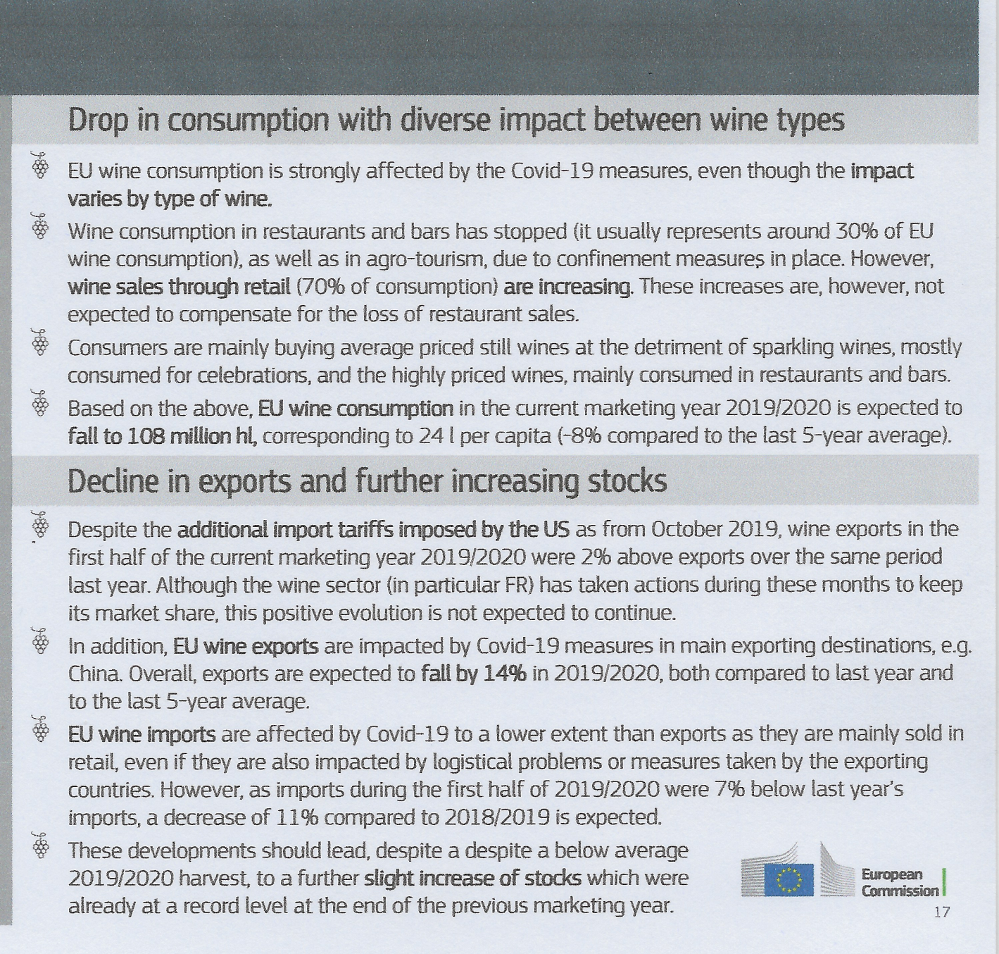 Drop in consumption with diverse impact between wine types
EU wine consumption is strongly affected by the Covid-19 measures, even though the impact
varies by type of wine.
Wine consumption in restaurants and bars has stopped (it usually represents around 30% of EU
wine consumption), as well as in agro-tourism, due to confinement measures in place. However,
wine sales through retail (70% of consumption) are increasing. These increases are, however, not
expected to compensate for the loss of restaurant sales.
Consumers are mainly buying average priced still wines at the detriment of sparkling wines, mostly
consumed for celebrations, and the highly priced wines, mainly consumed in restaurants and bars.
Based on the above, EU wine consumption in the current marketing year 2019/2020 is expected to
fall to 108 million hl, corresponding to 24 l per capita (-8% compared to the last 5-year average).
Decline in exports and further increasing stocks
Despite the additional import tariffs imposed by the US as from October 2019, wine exports in the
first half of the current marketing year 2019/2020 were 2% above exports over the same period
last year. Although the wine sector (in particular FR) has taken actions during these months to keep
its market share, this positive evolution is not expected to continue.
In addition, EU wine exports are impacted by Covid-19 measures in main exporting destinations, e.g.
China. Overall, exports are expected to fall by 14% in 2019/2020, both compared to last year and
to the last 5-year average.
EU wine imports are affected by Covid-19 to a lower extent than exports as they are mainly sold in
retail, even if they are also impacted by logistical problems or measures taken by the exporting
countries. However, as imports during the first half of 2019/2020 were 7% below last year's
imports, a decrease of 11% compared to 2018/2019 is expected.
These developments should lead, despite a despite a below average
2019/2020 harvest, to a further slight increase of stocks which were
already at a record level at the end of the previous marketing year.
European
Commission
17